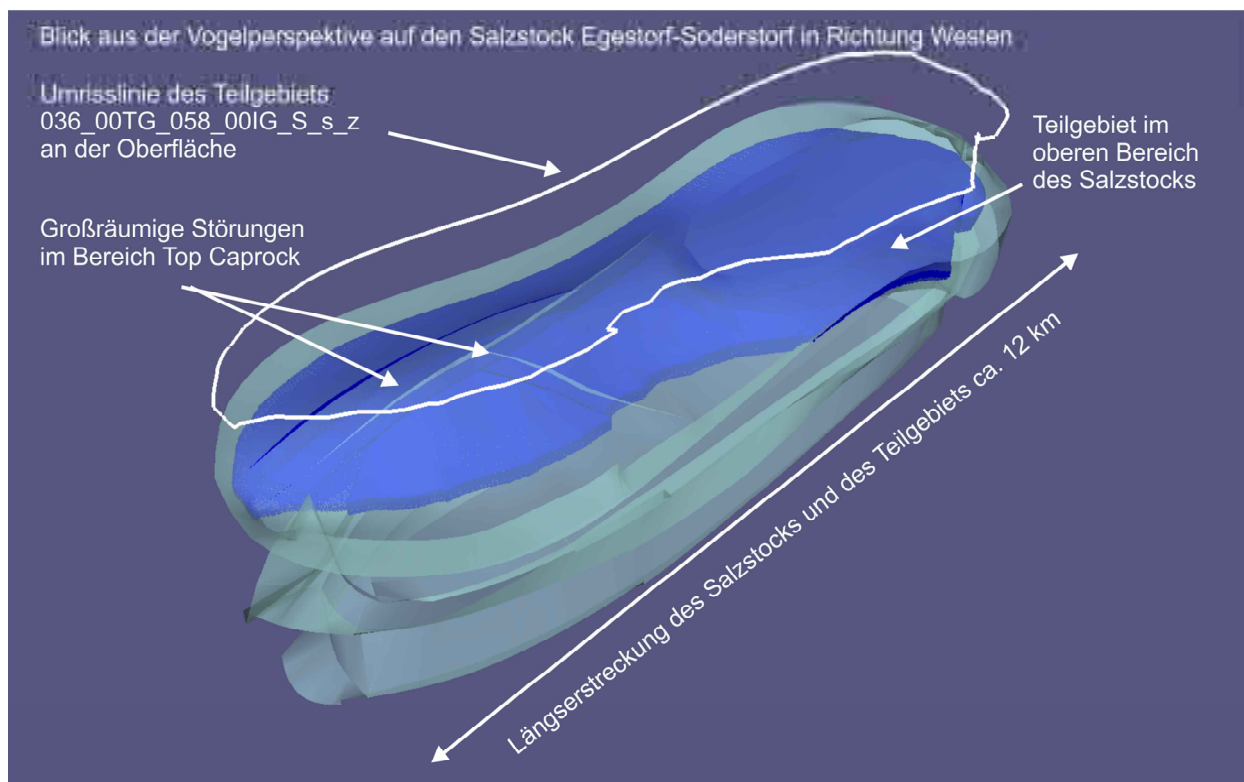 Blick aus der Vogelperspektive auf den Salzstock Egestorf-Soderstorf in Richtung Westen
Umrisslinie des Teilgebiets
036_00TG_058_00IG_S_s_z
an der Oberfläche
Teilgebiet im
oberen Bereich
des Salzstocks
Großräumige Störungen
im Bereich Top Caprock
Längserstreckung des Salzstocks und des Teilgebiets ca. 12 km